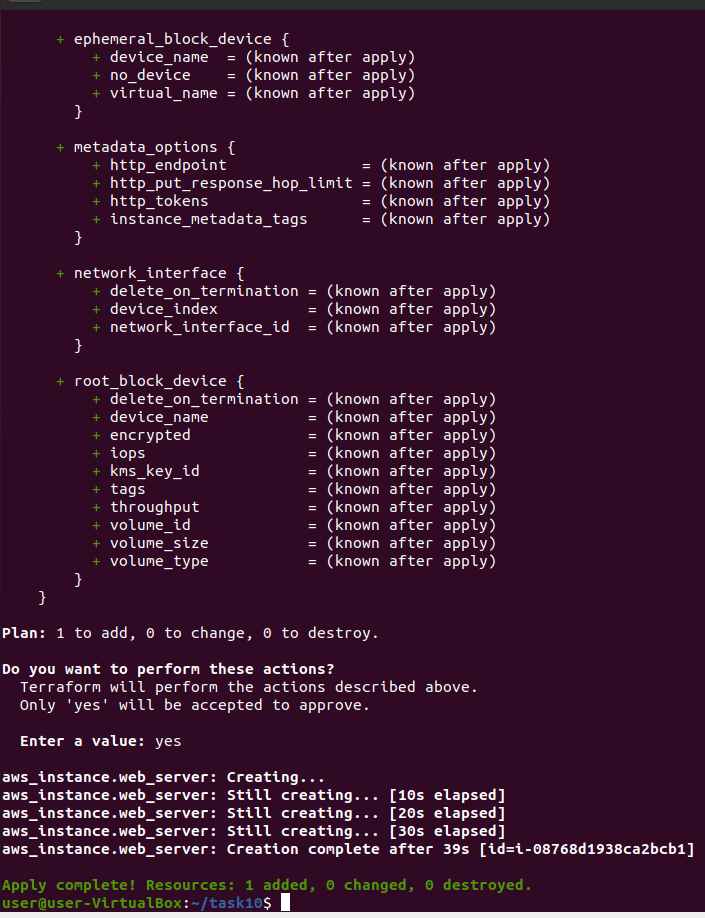 + ephemeral_block_device {
+ device_name  = (known after apply)
+ no_device    = (known after apply)
+ virtual_name = (known after apply)
}
+ metadata_options {
+ http_endpoint               = (known after apply)
+ http_put_response_hop_limit = (known after apply)
+ http_tokens                 = (known after apply)
+ instance_metadata_tags      = (known after apply)
}
+ network_interface {
+ delete_on_termination = (known after apply)
+ device_index          = (known after apply)
+ network_interface_id  = (known after apply)
}
+ root_block_device {
+ delete_on_termination = (known after apply)
+ device_name           = (known after apply)
+ encrypted             = (known after apply)
+ iops                  = (known after apply)
+ kms_key_id            = (known after apply)
+ tags                  = (known after apply)
+ throughput            = (known after apply)
+ volume_id             = (known after apply)
+ volume_size           = (known after apply)
+ volume_type           = (known after apply)
}
}
Plan: 1 to add, 0 to change, 0 to destroy.
Do you want to perform these actions?
Terraform will perform the actions described above.
Only 'yes' will be accepted to approve.
Enter a value: yes
aws_instance.web_server: Creating...
aws_instance.web_server: Still creating... [10s elapsed]
aws_instance.web_server: Still creating... [20s elapsed]
aws_instance.web_server: Still creating... [30s elapsed]
aws_instance.web_server: Creation complete after 39s [id=i-08768d1938ca2bcb1]
Apply complete! Resources: 1 added, 0 changed, 0 destroyed.
user@user-VirtualBox:~/task10$